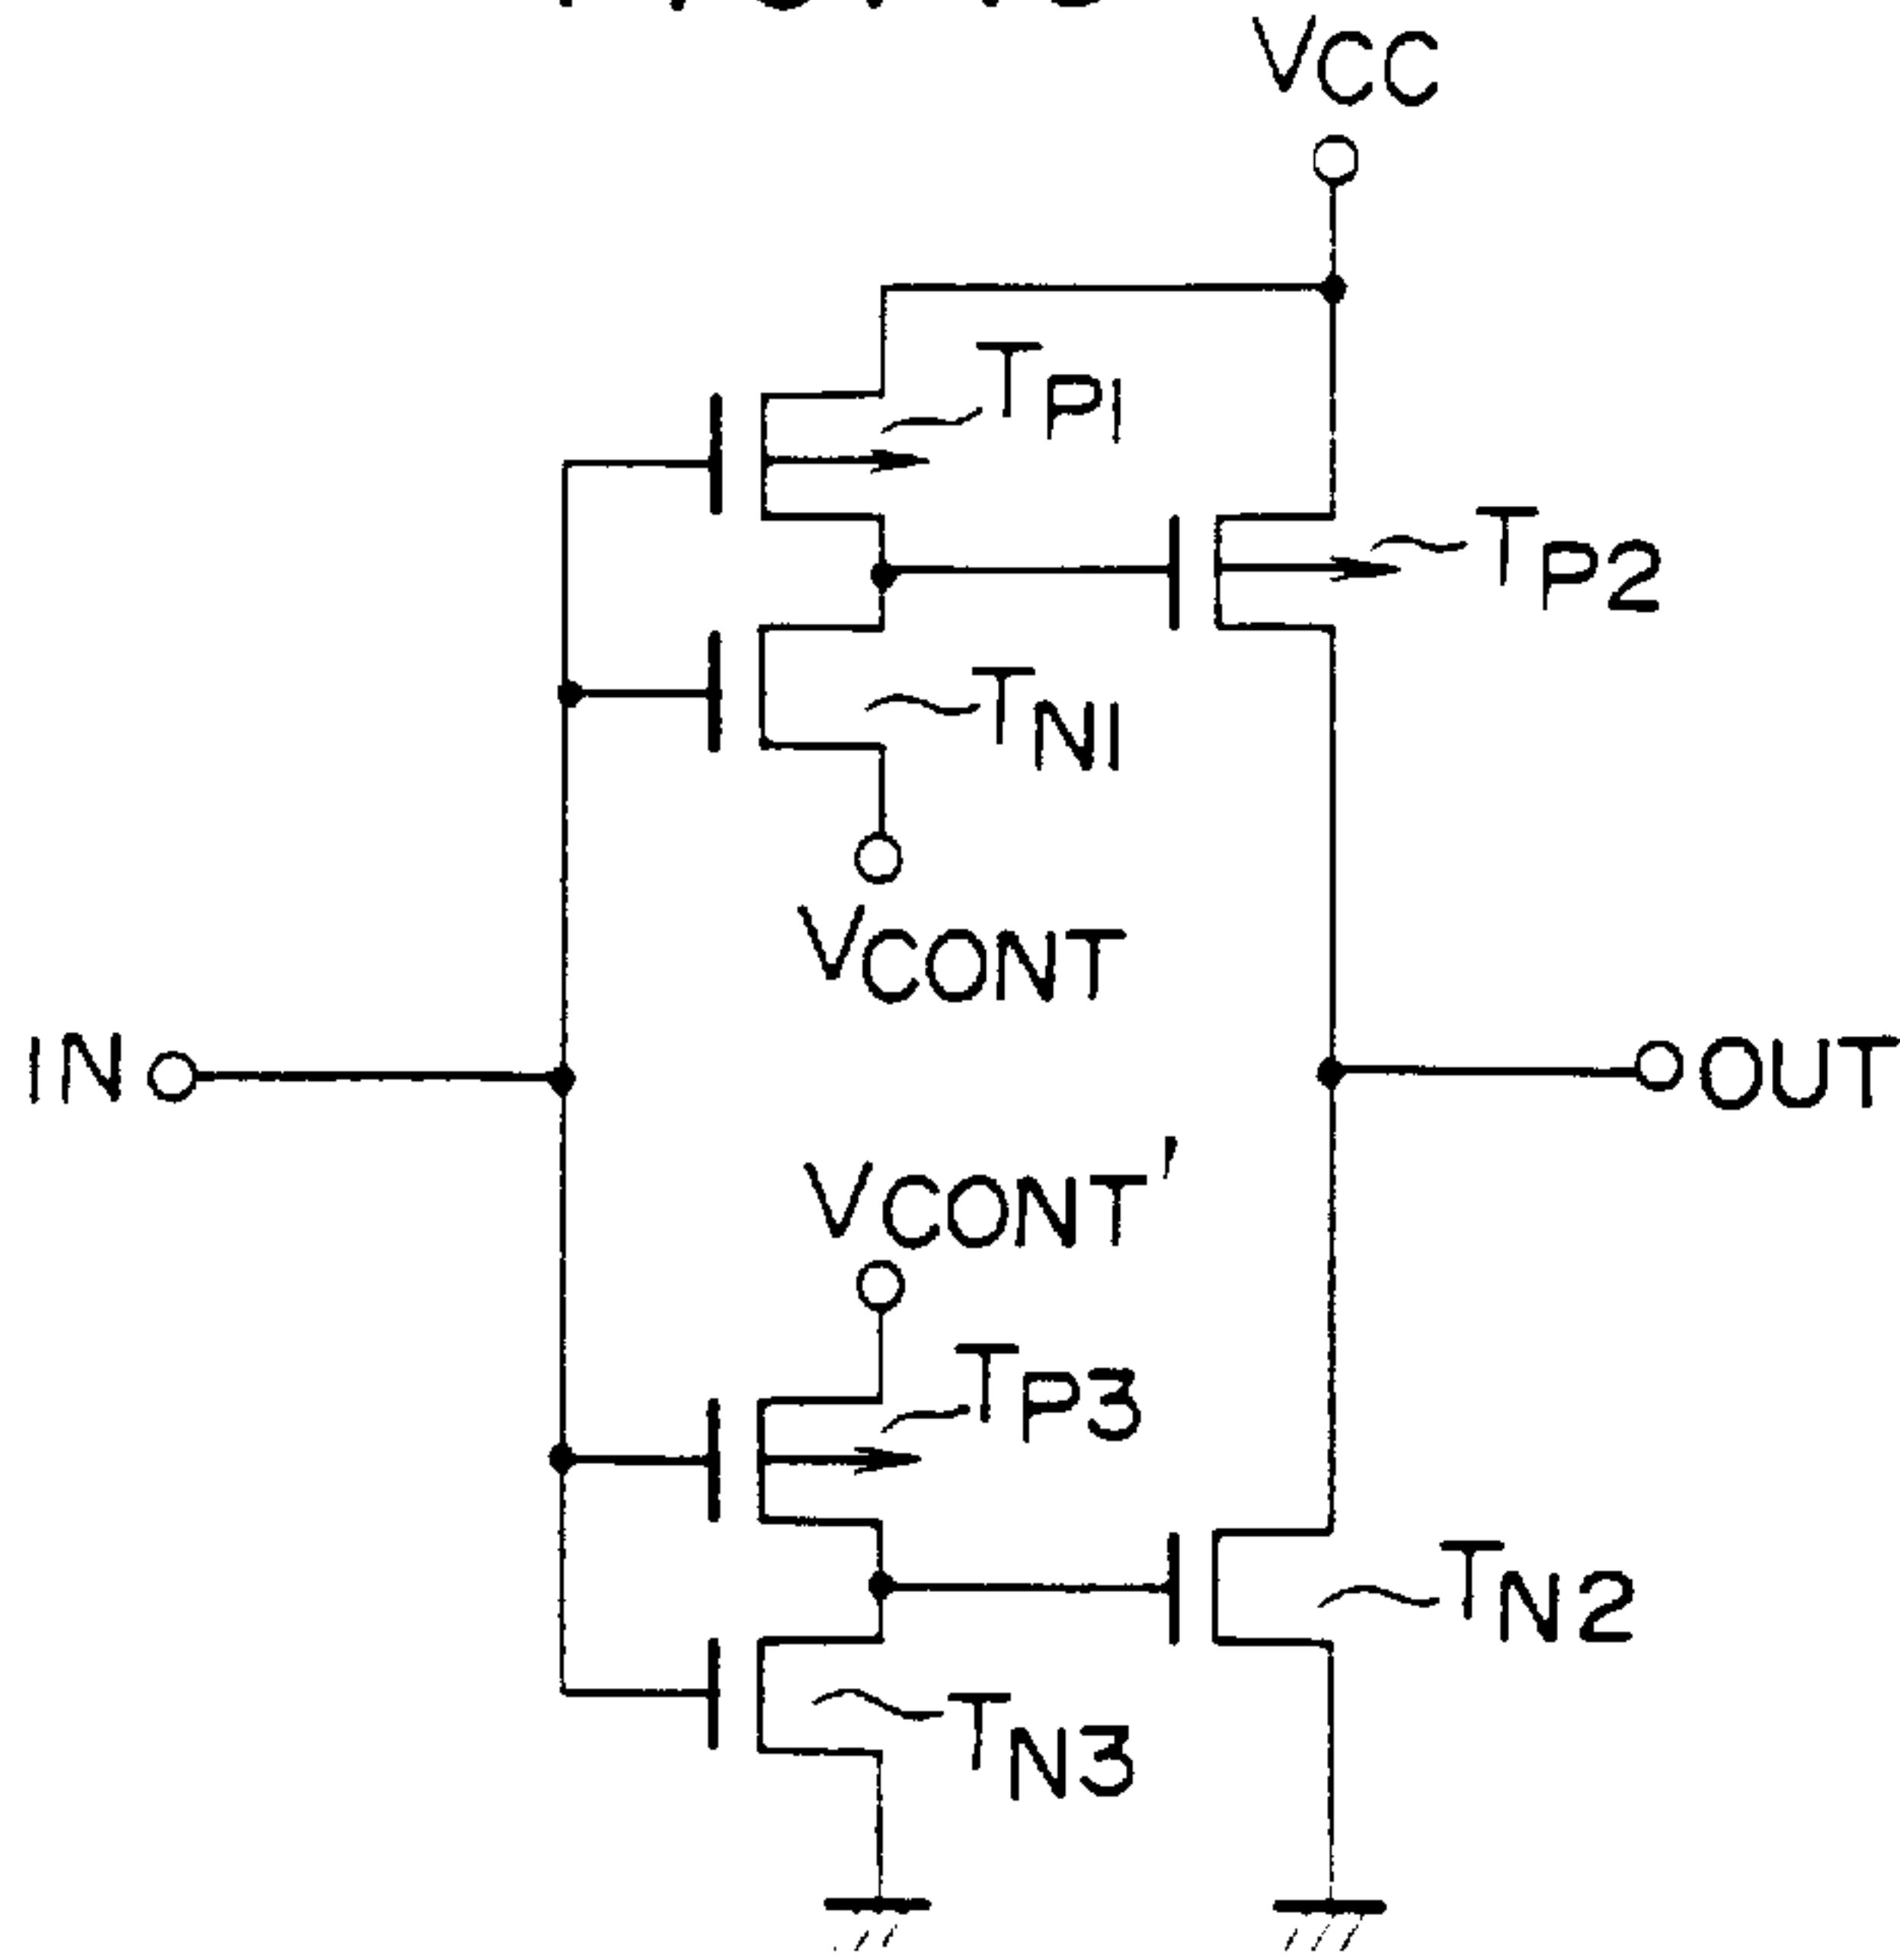 VCC
TP1
TP2
TN1
VCONT
IN
OUT
VCONT'
TP3
TN2
TN3